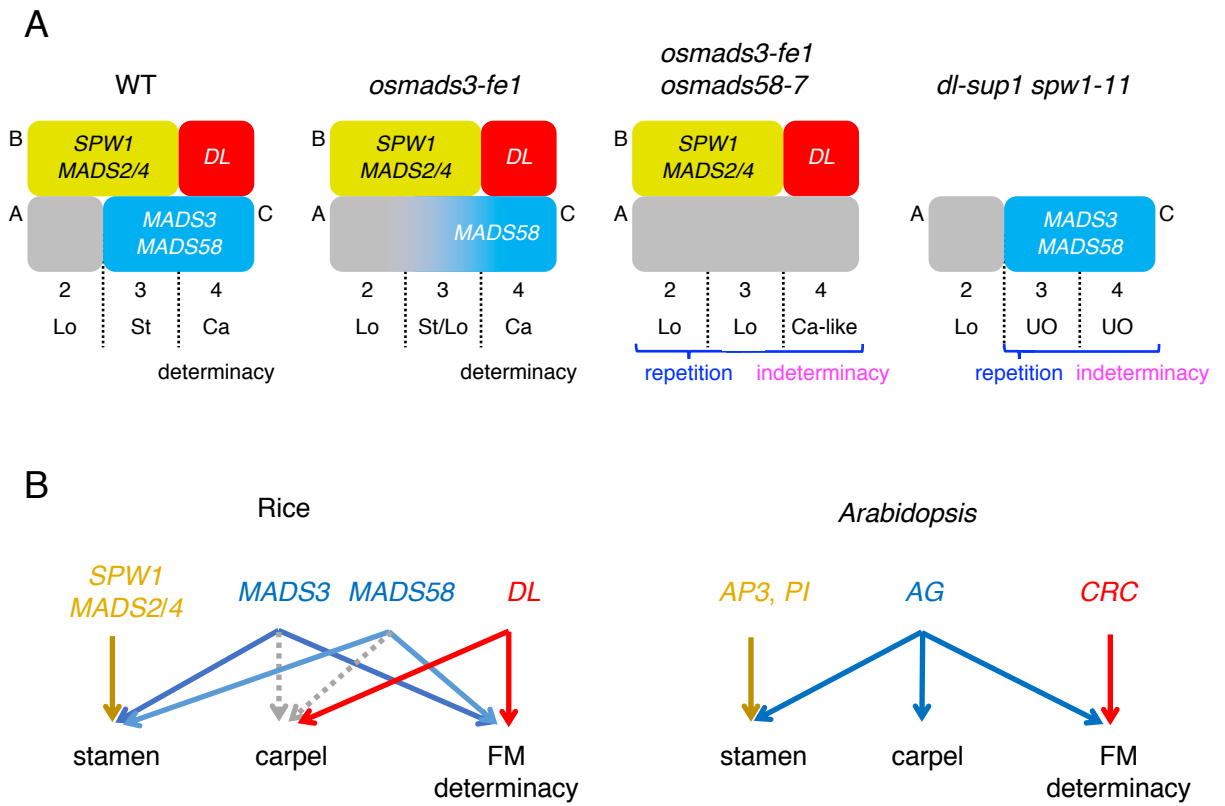 A
WT
osmads3-fe1
osmads3-fe1
osmads58-7
dl-sup1 spw1-11
B
SPW1
MADS2/4
DL
A
MADS3
MADS58
C
2
3
4
Lo
St
Ca
determinacy
B
SPW1
MADS2/4
DL
A
MADS58
C
2
3
4
Lo
St/Lo
Ca
determinacy
B
SPW1
MADS2/4
DL
A
2
3
4
Lo
Lo
Ca-like
repetition
indeterminacy
A
MADS3
MADS58
C
2
3
4
Lo
UO
UO
repetition
indeterminacy
B
Rice
SPW1
MADS2/4
MADS3
MADS58
DL
stamen
carpel
FM
determinacy
Arabidopsis
AP3, PI
AG
CRC
stamen
carpel
FM
determinacy